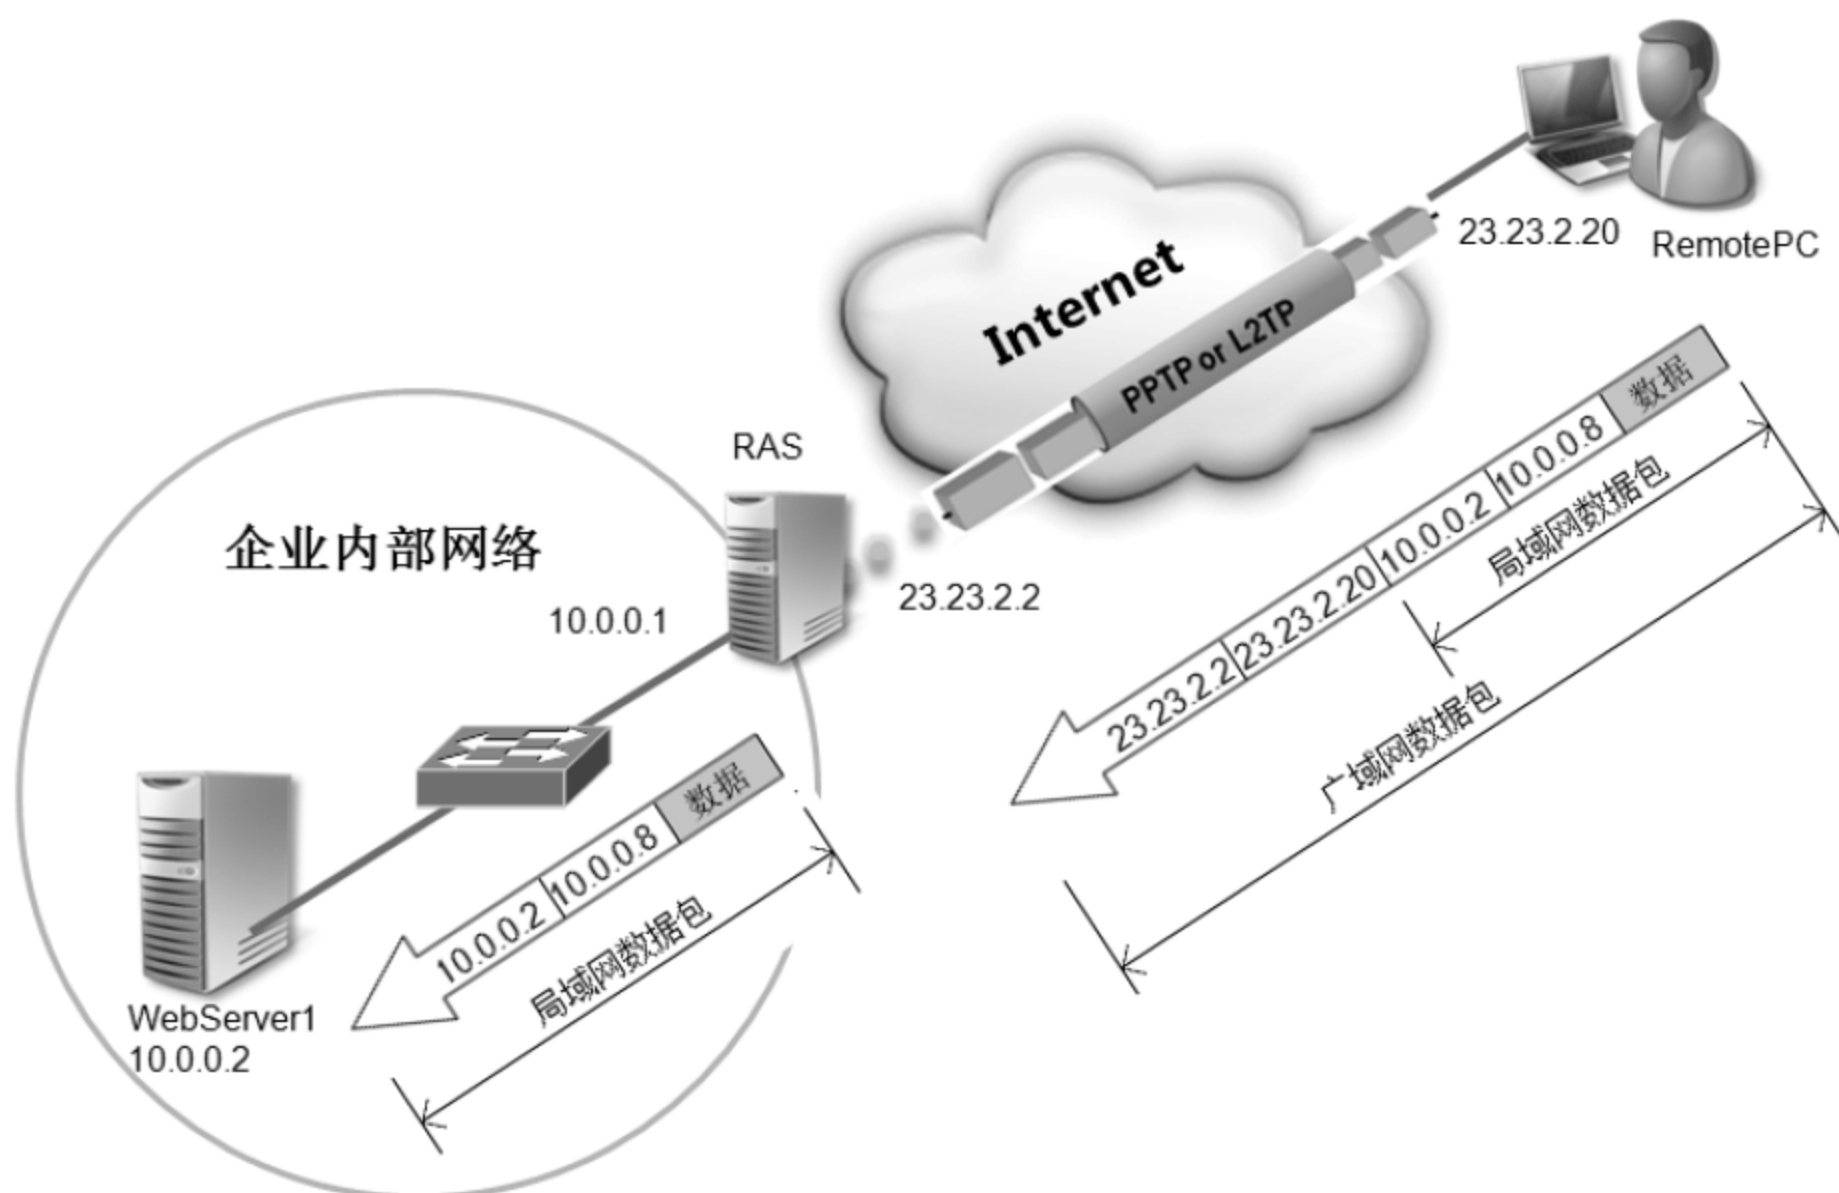 23.23.2.20
RemotePC
Internet
PPTP or L2TP
数据
10.0.0.8
10.0.0.2
23.23.2.20
23.23.2.2
局域网数据包
广域网数据包
RAS
23.23.2.2
企业内部网络
10.0.0.1
数据
10.0.0.8
10.0.0.2
局域网数据包
WebServer1
10.0.0.2